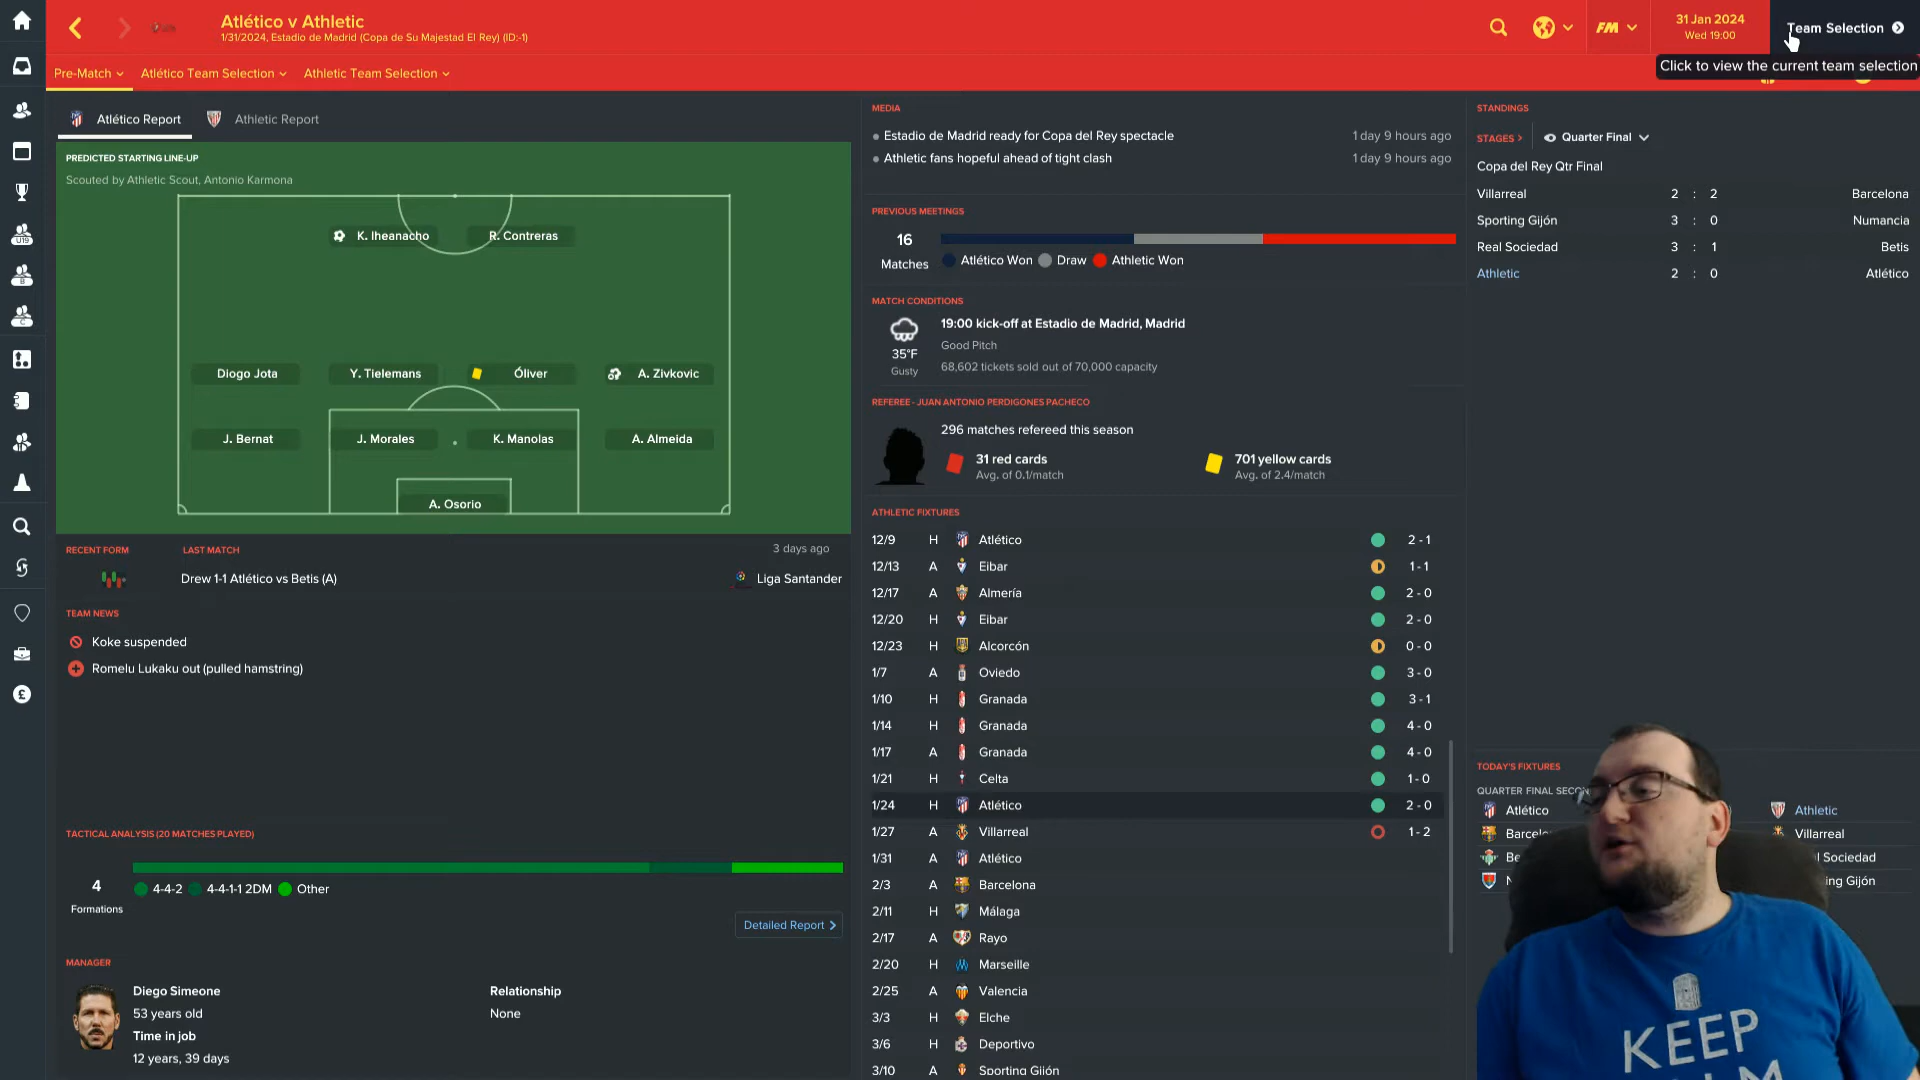 Atlético v Athletic
1/31/2024, Estadio de Madrid (Copa de Su Majestad El Rey) (ID:-1)
FM
31 Jan 2024
Wed 19:00
Team Selection
Click to view the current team selection
Pre-Match
Atlético Team Selection
Athletic Team Selection
Atlético Report
Athletic Report
PREDICTED STARTING LINE-UP
Scouted by Athletic Scout, Antonio Karmona
K. Iheanacho
R. Contreras
Diogo Jota
Y. Tielemans
Óliver
A. Zivkovic
J. Bernat
J. Morales
K. Manolas
A. Almeida
A. Osorio
RECENT FORM
LAST MATCH
3 days ago
Drew 1-1 Atlético vs Betis (A)
Liga Santander
TEAM NEWS
Koke suspended
Romelu Lukaku out (pulled hamstring)
TACTICAL ANALYSIS (20 MATCHES PLAYED)
4
Formations
4-4-2
4-4-1-1 2DM
Other
Detailed Report
MANAGER
Diego Simeone
53 years old
Time in job
12 years, 39 days
Relationship
None
MEDIA
Estadio de Madrid ready for Copa del Rey spectacle 1 day 9 hours ago
Athletic fans hopeful ahead of tight clash 1 day 9 hours ago
PREVIOUS MEETINGS
16
Matches
Atlético Won
Draw
Athletic Won
MATCH CONDITIONS
35°F
Gusty
19:00 kick-off at Estadio de Madrid, Madrid
Good Pitch
68,602 tickets sold out of 70,000 capacity
REFEREE - JUAN ANTONIO PERDIGONES PACHECO
296 matches refereed this season
31 red cards
Avg. of 0.1/match
701 yellow cards
Avg. of 2.4/match
ATHLETIC FIXTURES
12/9 H Atlético 2 - 1
12/13 A Eibar 1 - 1
12/17 A Almería 2 - 0
12/20 H Eibar 2 - 0
12/23 H Alcorcón 0 - 0
1/7 A Oviedo 3 - 0
1/10 H Granada 3 - 1
1/14 H Granada 4 - 0
1/17 A Granada 4 - 0
1/21 H Celta 1 - 0
1/24 H Atlético 2 - 0
1/27 A Villarreal 1 - 2
1/31 A Atlético
2/3 A Barcelona
2/11 H Málaga
2/17 A Rayo
2/20 H Marseille
2/25 A Valencia
3/3 H Elche
3/6 H Deportivo
3/10 A Sporting Gijón
STANDINGS
STAGES
Quarter Final
Copa del Rey Qtr Final
Villarreal 2 : 2 Barcelona
Sporting Gijón 3 : 0 Numancia
Real Sociedad 3 : 1 Betis
Athletic 2 : 0 Atlético
TODAY'S FIXTURES
QUARTER FINAL SECON
Atlético Athletic
Barcelo Villarreal
Be l Sociedad
N ing Gijón
KEEP
U19
B
C